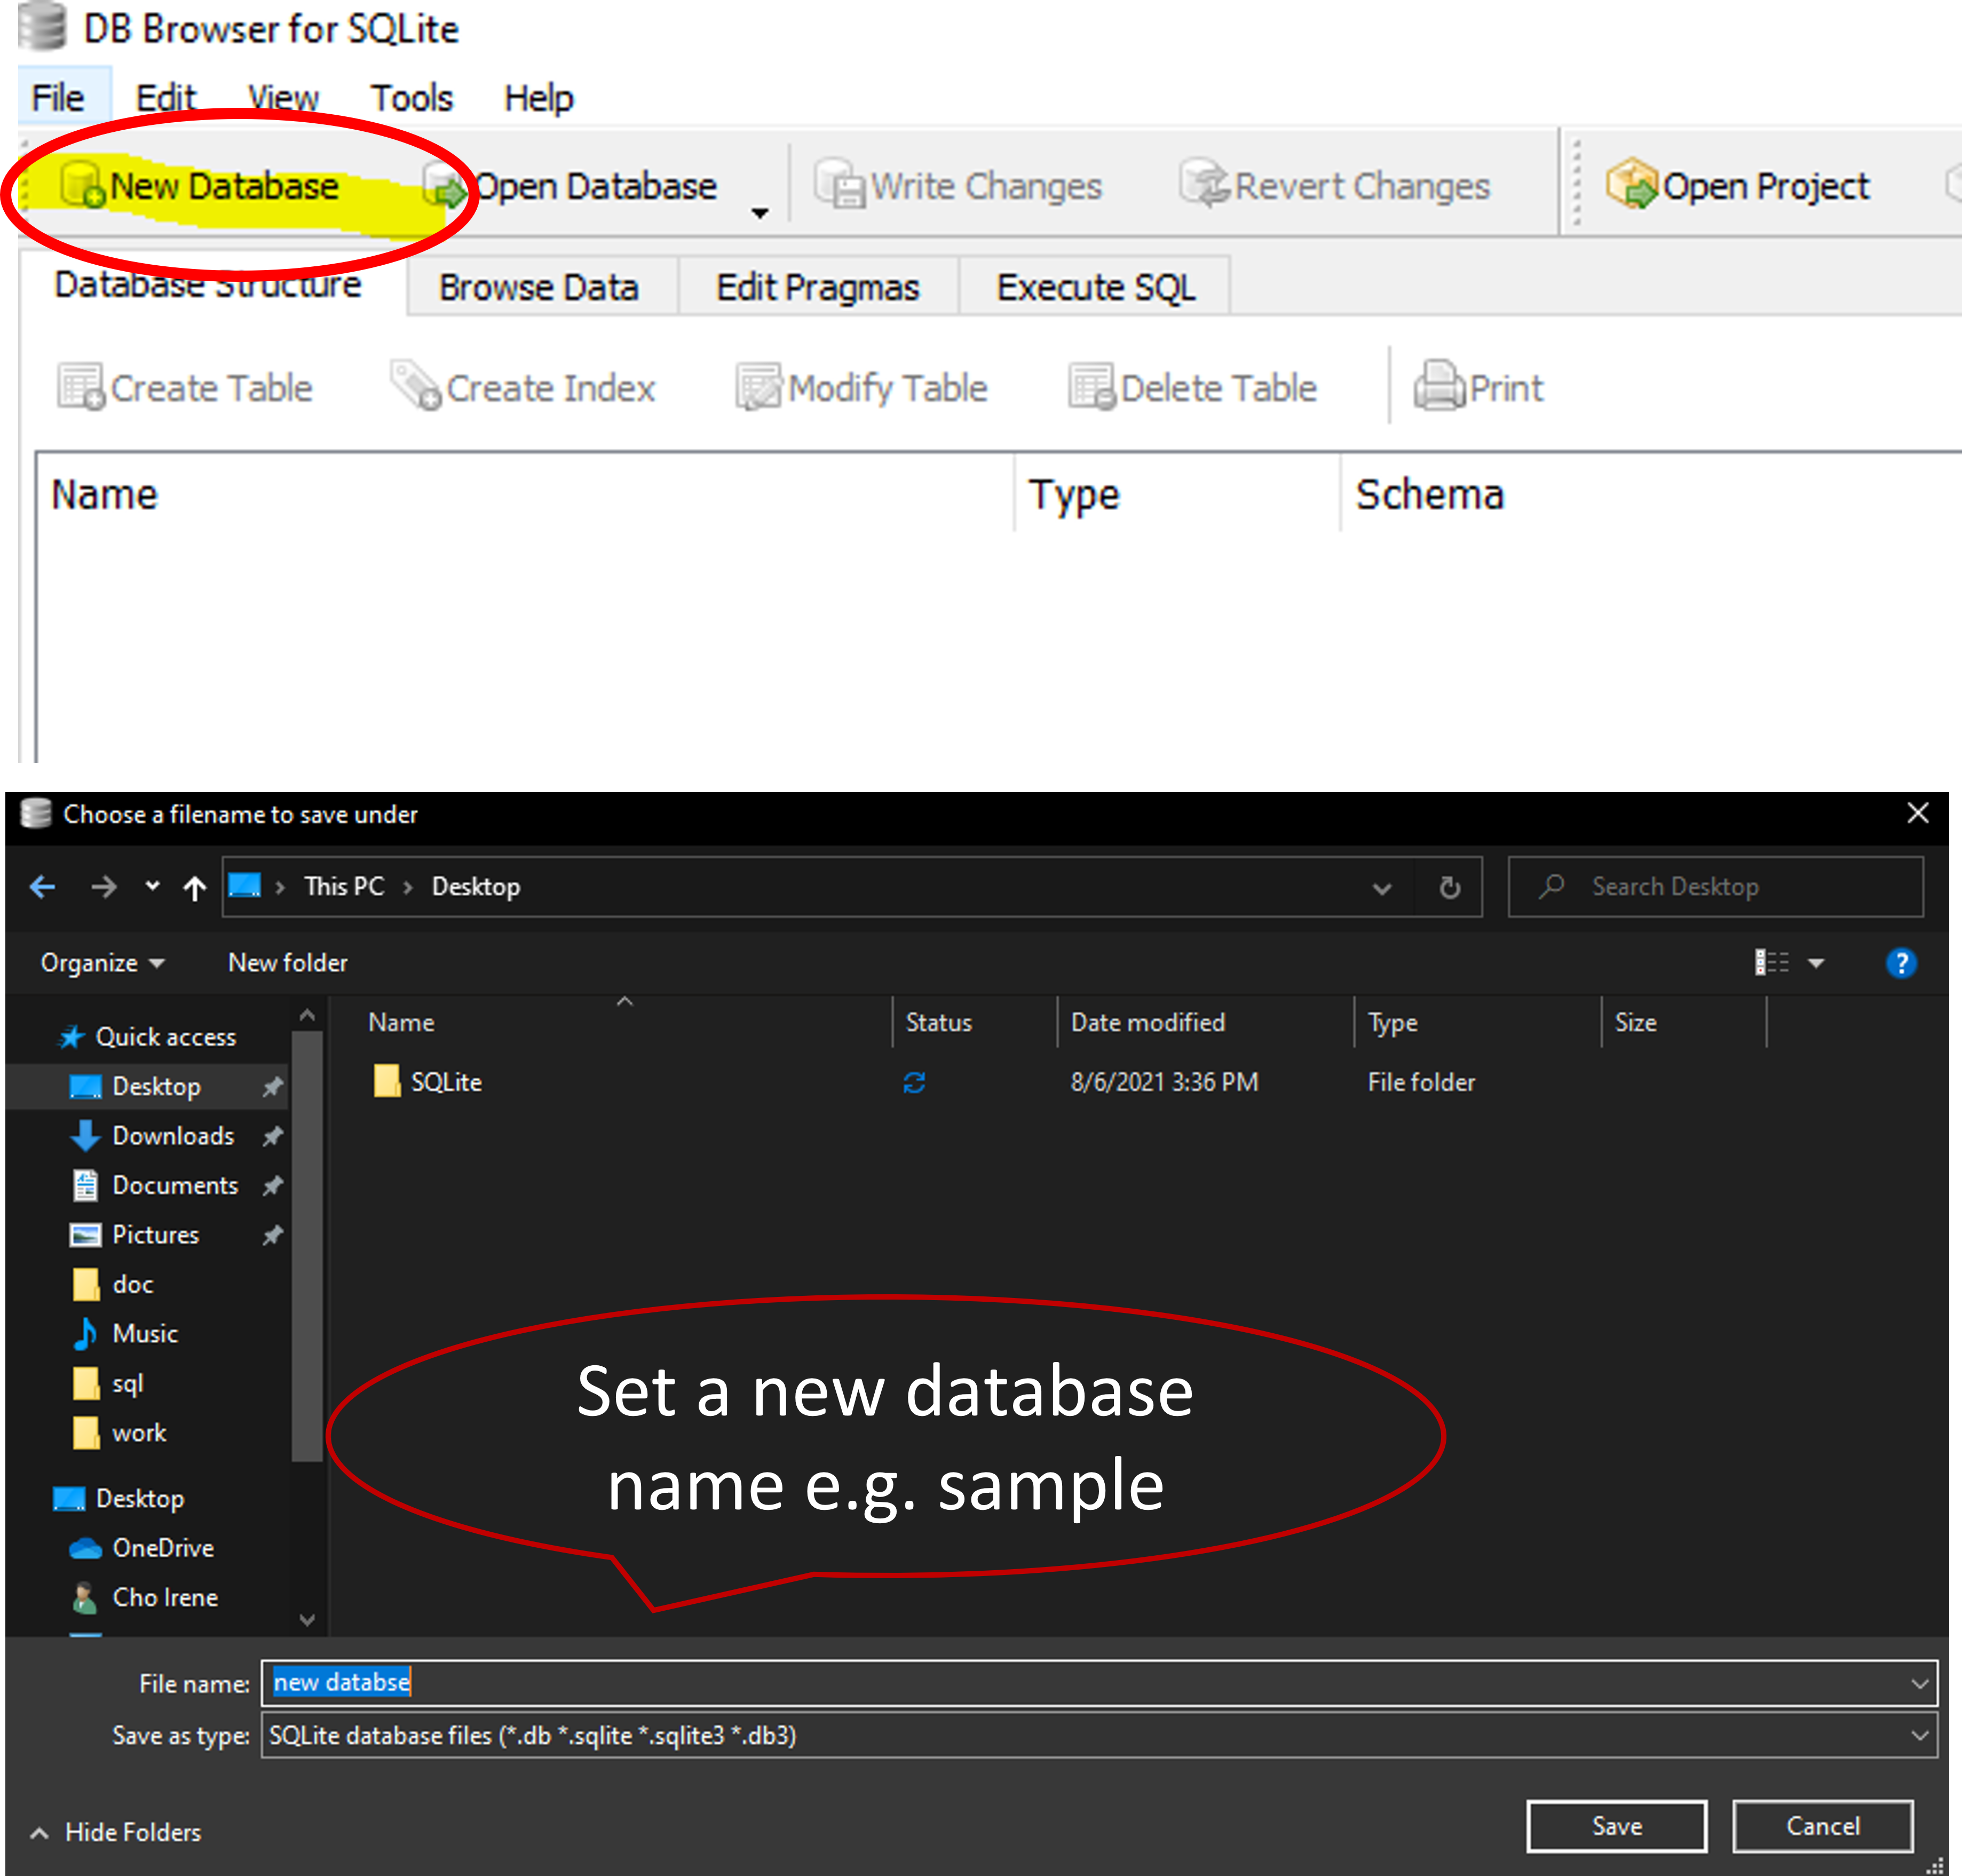 DB Browser for SQLite
File Edit View Tools Help
New Database Open Database Write Changes Revert Changes Open Project
Database Structure Browse Data Edit Pragmas Execute SQL
Create Table Create Index Modify Table Delete Table Print
Name Type Schema
Choose a filename to save under
This PC > Desktop Search Desktop
Organize New folder
Name Status Date modified Type Size
Quick access
SQLite 8/6/2021 3:36 PM File folder
Desktop
Downloads
Documents
Pictures
doc
Music
sql
work
Desktop
OneDrive
Cho Irene
Set a new database
name e.g. sample
File name: new databse
Save as type: SQLite database files (*.db *.sqlite *.sqlite3 *.db3)
Hide Folders Save Cancel